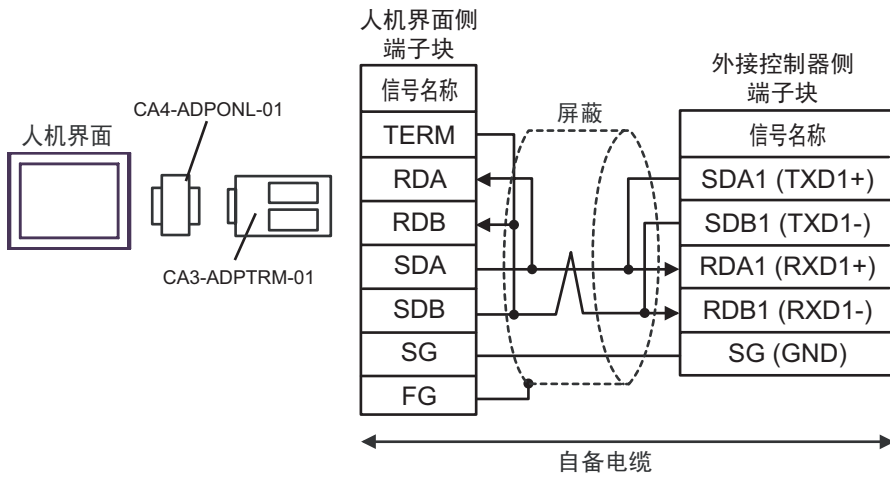 人机界面
CA4-ADPONL-01
CA3-ADPTRM-01
人机界面侧
端子块
信号名称
TERM
RDA
RDB
SDA
SDB
SG
FG
屏蔽
外接控制器侧
端子块
信号名称
SDA1 (TXD1+)
SDB1 (TXD1-)
RDA1 (RXD1+)
RDB1 (RXD1-)
SG (GND)
自备电缆